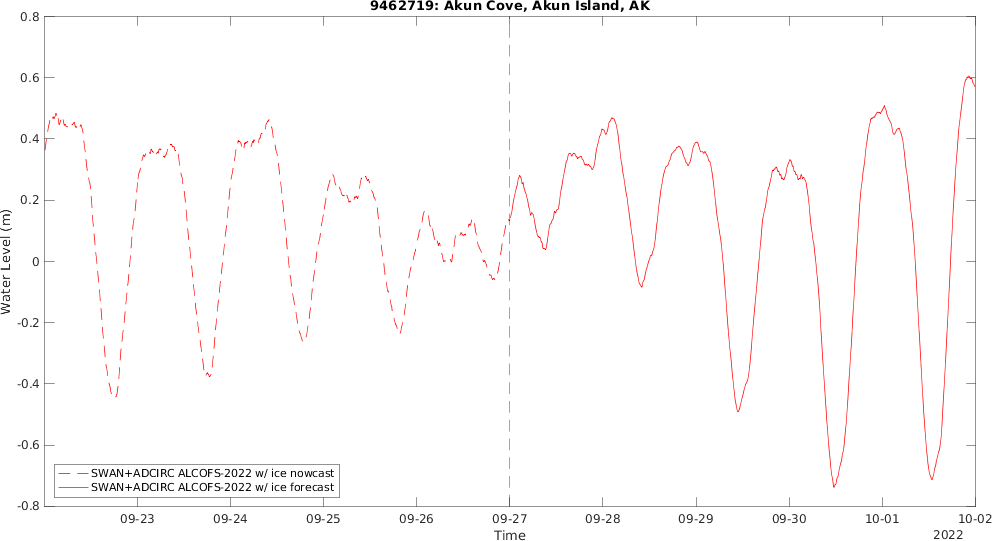 9462719: Akun Cove, Akun Island, AK
0.8
0.6
0.4
0.2
0
-0.2
-0.4
-0.6
-0.8
Water Level (m)
SWAN+ADCIRC ALCOFS-2022 w/ ice nowcast
SWAN+ADCIRC ALCOFS-2022 w/ ice forecast
09-23 09-24 09-25 09-26 09-27 09-28 09-29 09-30 10-01 10-02
Time
2022